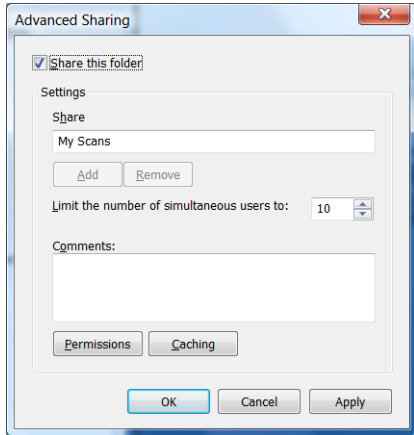 Advanced Sharing
Share this folder
Settings
Share
My Scans
Add Remove
Limit the number of simultaneous users to: 10
Comments:
Permissions Caching
OK Cancel Apply